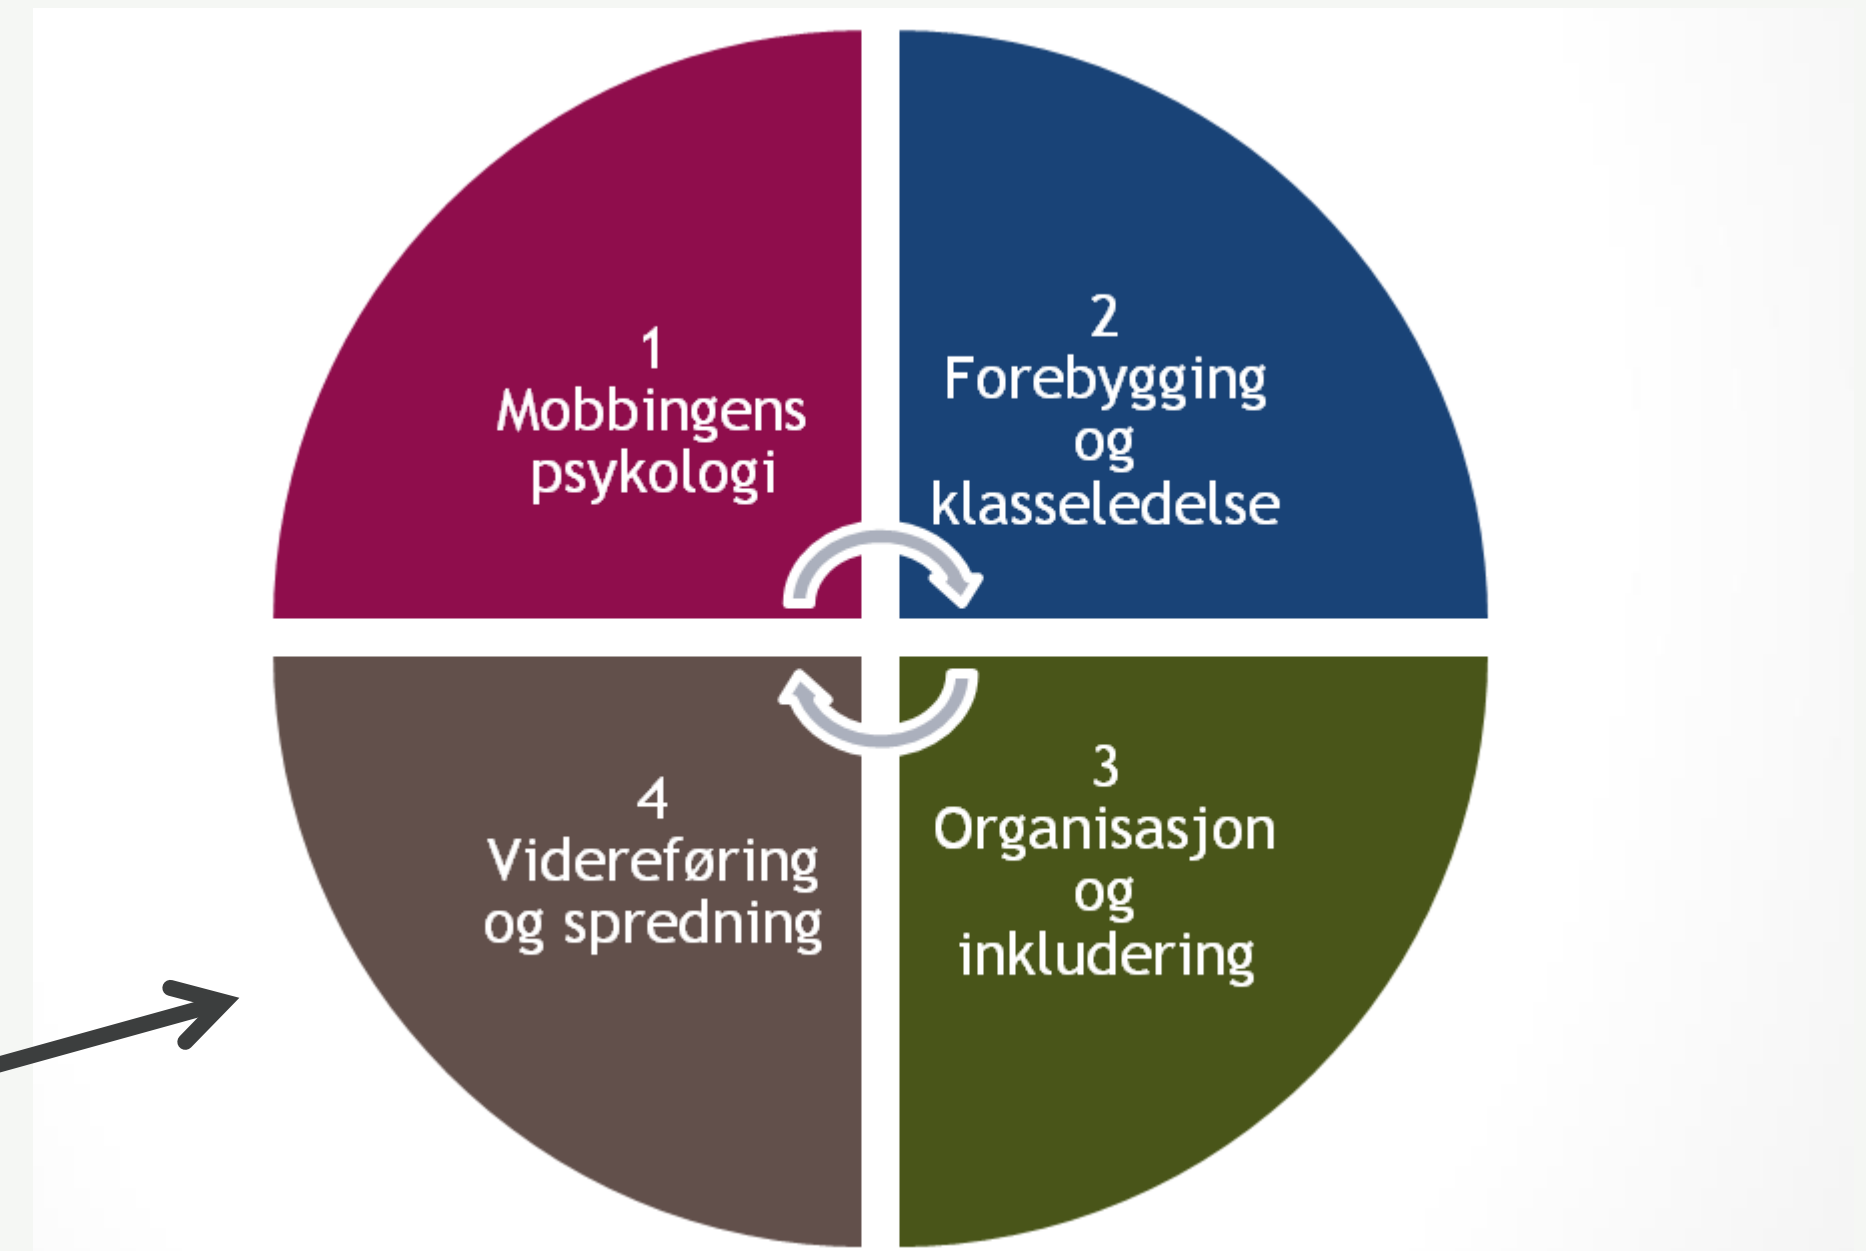 1
Mobbingens
psykologi
2
Forebygging
og
klasseledelse
3
Organisasjon
og
inkludering
4
Videreføring
og spredning